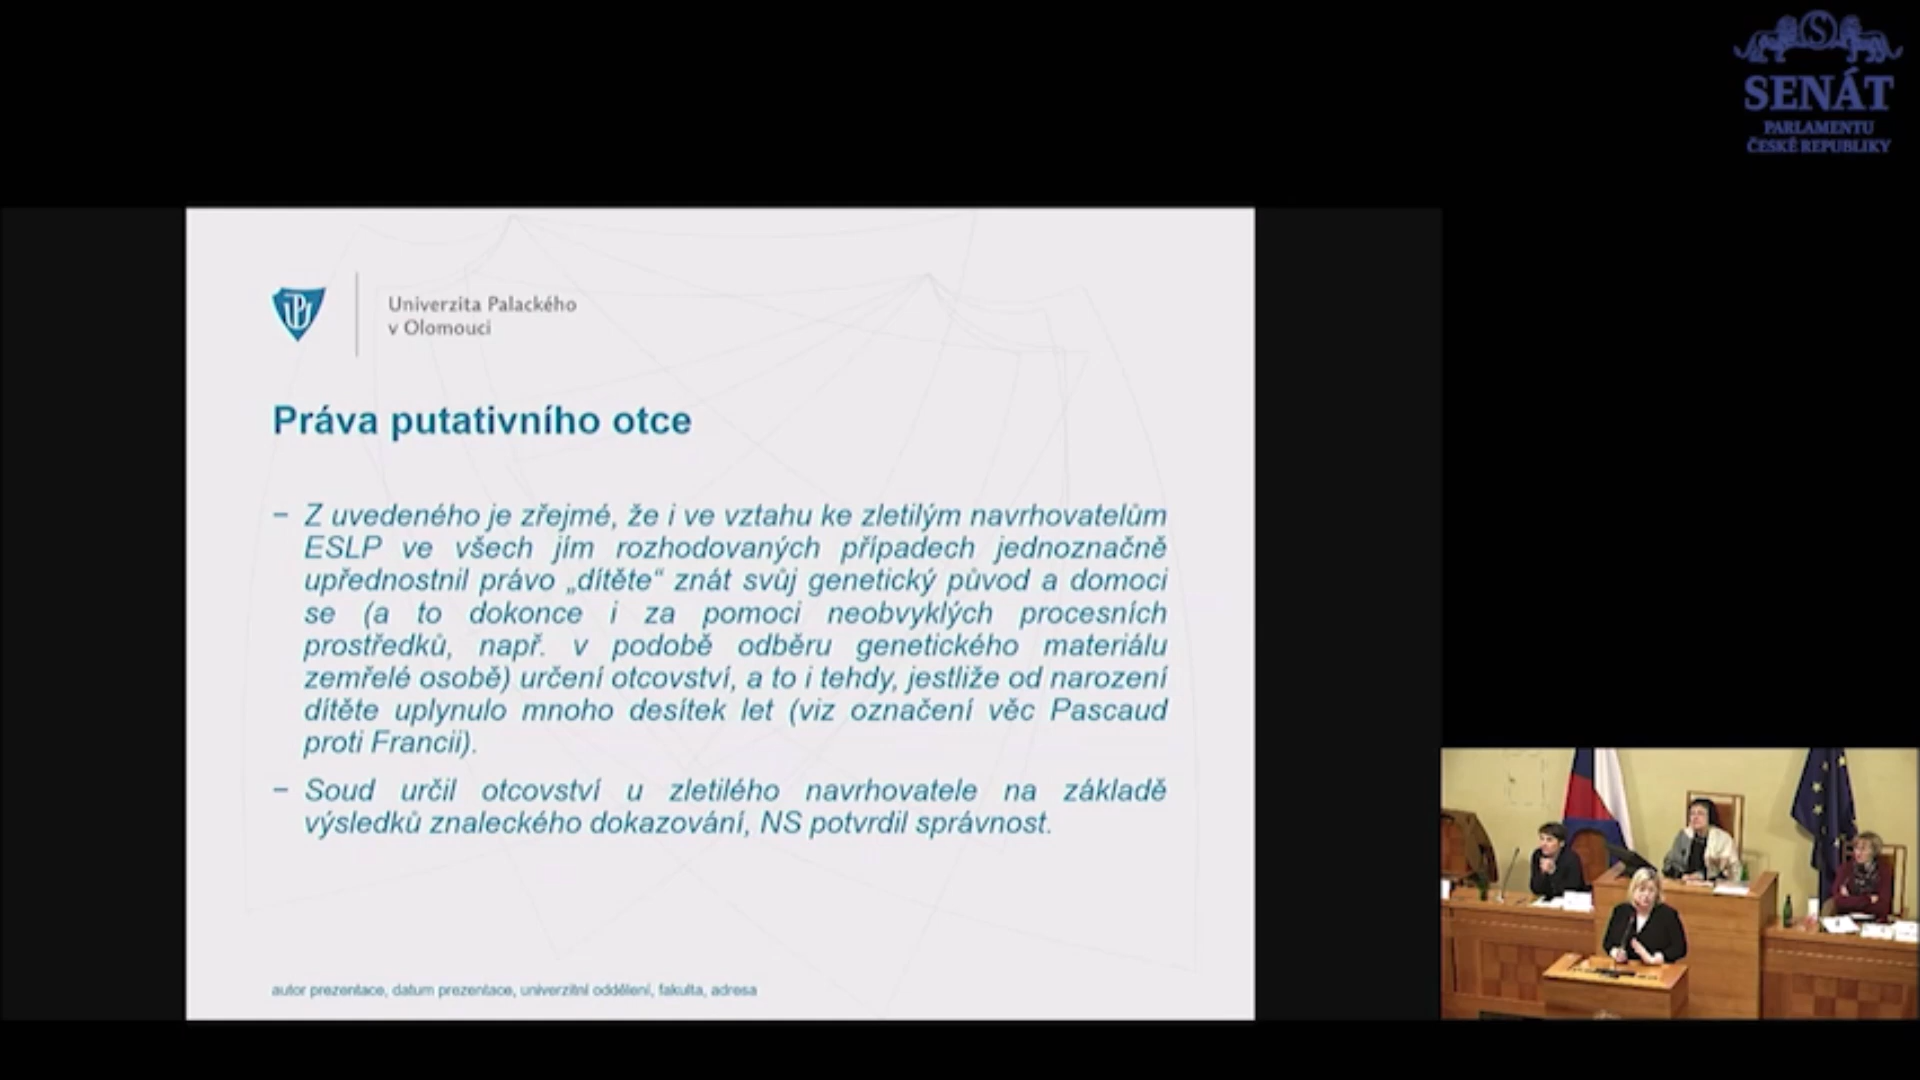 SENÁT
PARLAMENTU
ČESKÉ REPUBLIKY
Univerzita Palackého
v Olomouci
Práva putativního otce
– Z uvedeného je zřejmé, že i ve vztahu ke zletilým navrhovatelům
ESLP ve všech jím rozhodovaných případech jednoznačně
upřednostnil právo „dítěte“ znát svůj genetický původ a domoci
se (a to dokonce i za pomoci neobvyklých procesních
prostředků, např. v podobě odběru genetického materiálu
zemřelé osobě) určení otcovství, a to i tehdy, jestliže od narození
dítěte uplynulo mnoho desítek let (viz označení věc Pascaud
proti Francii).
– Soud určil otcovství u zletilého navrhovatele na základě
výsledků znaleckého dokazování, NS potvrdil správnost.
autor prezentace, datum prezentace, univerzitní oddělení, fakulta, adresa